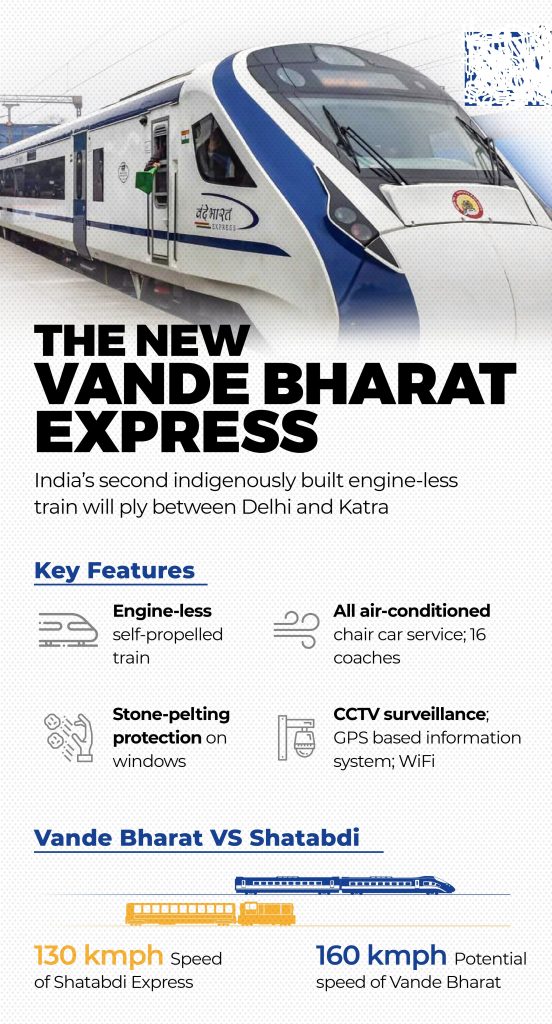 वंदे भारत
EXPRESS
THE NEW
VANDE BHARAT
EXPRESS
India's second indigenously built engine-less
train will ply between Delhi and Katra
Key Features
Engine-less
self-propelled
train
All air-conditioned
chair car service; 16
coaches
Stone-pelting
protection on
windows
CCTV surveillance;
GPS based information
system; WiFi
Vande Bharat VS Shatabdi
130 kmph Speed
of Shatabdi Express
160 kmph Potential
speed of Vande Bharat